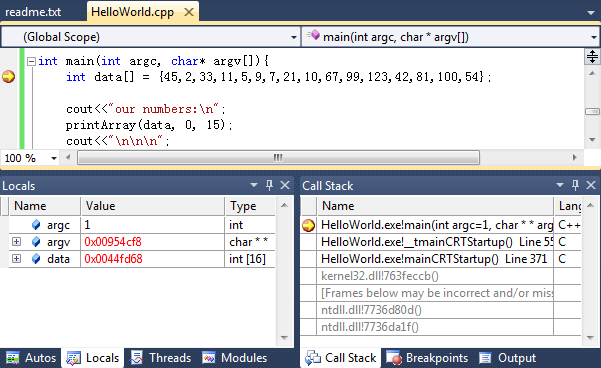 readme.txt HelloWorld.cpp
(Global Scope) main(int argc, char * argv[])
int main(int argc, char* argv[]){
int data[] = {45,2,33,11,5,9,7,21,10,67,99,123,42,81,100,54};
cout<<"our numbers:\n";
printArray(data, 0, 15);
cout<<"\n\n\n";
100 %
Locals
Name Value Type
argc 1 int
argv 0x00954cf8 char * *
data 0x0044fd68 int [16]
Autos Locals Threads Modules
Call Stack
Name Lang
HelloWorld.exe!main(int argc=1, char * * arg C++
HelloWorld.exe!__tmainCRTStartup() Line 55 C
HelloWorld.exe!mainCRTStartup() Line 371 C
kernel32.dll!763feccb()
[Frames below may be incorrect and/or miss
ntdll.dll!7736d80d()
ntdll.dll!7736da1f()
Call Stack Breakpoints Output